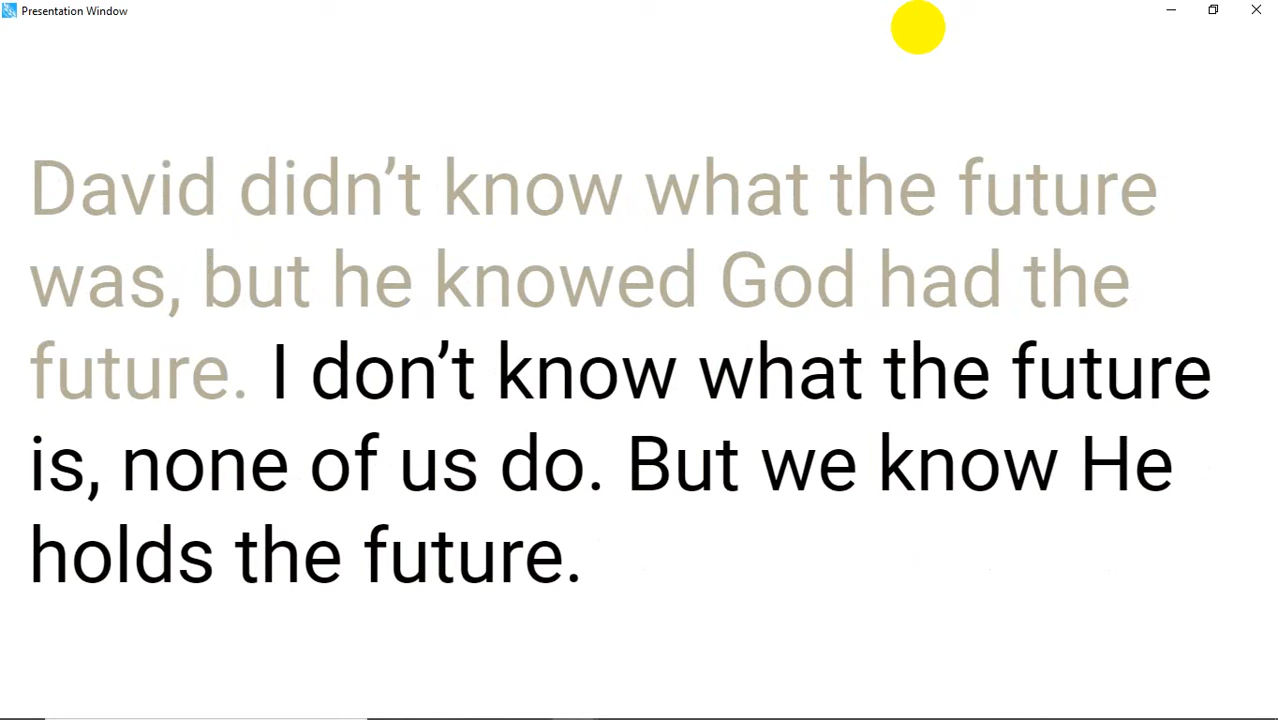 Presentation Window
David didn’t know what the future
was, but he knowed God had the
future. I don’t know what the future
is, none of us do. But we know He
holds the future.